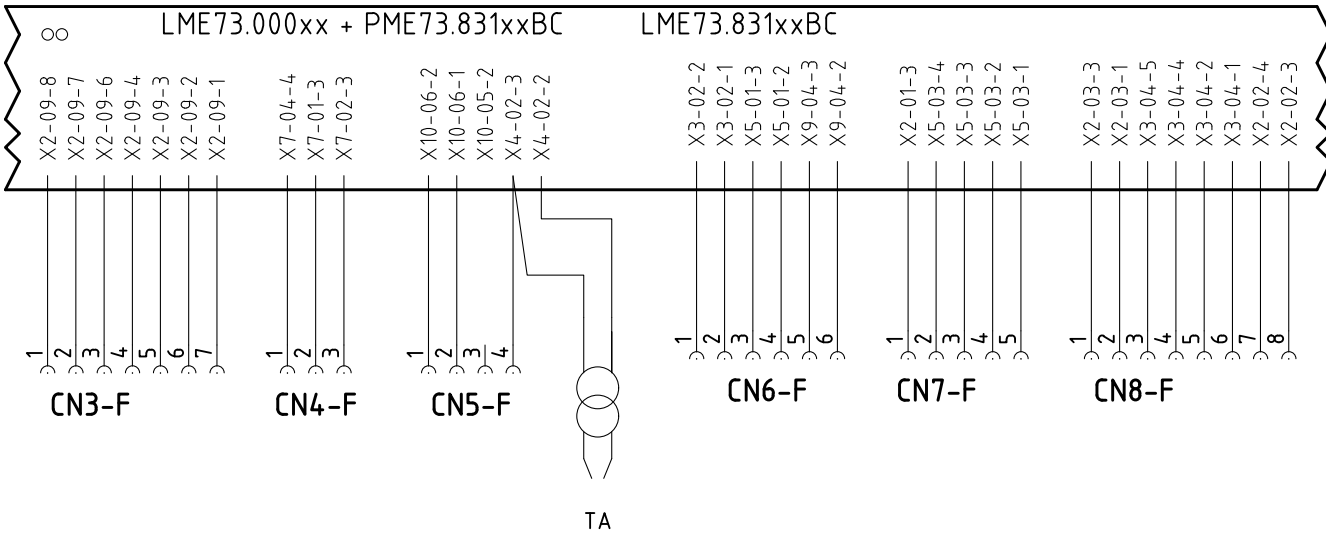 LME73.000xx + PME73.831xxBC
LME73.831xxBC
X2-09-8
X2-09-7
X2-09-6
X2-09-4
X2-09-3
X2-09-2
X2-09-1
X7-04-4
X7-01-3
X7-02-3
X10-06-2
X10-06-1
X10-05-2
X4-02-3
X4-02-2
X3-02-2
X3-02-1
X5-01-3
X5-01-2
X9-04-3
X9-04-2
X2-01-3
X5-03-4
X5-03-3
X5-03-2
X5-03-1
X2-03-3
X2-03-1
X3-04-5
X3-04-4
X3-04-2
X3-04-1
X2-02-4
X2-02-3
1 2 3 4 5 6 7
1 2 3
1 2 3 4
1 2 3 4 5 6
1 2 3 4 5
1 2 3 4 5 6 7 8
CN3-F
CN4-F
CN5-F
CN6-F
CN7-F
CN8-F
TA